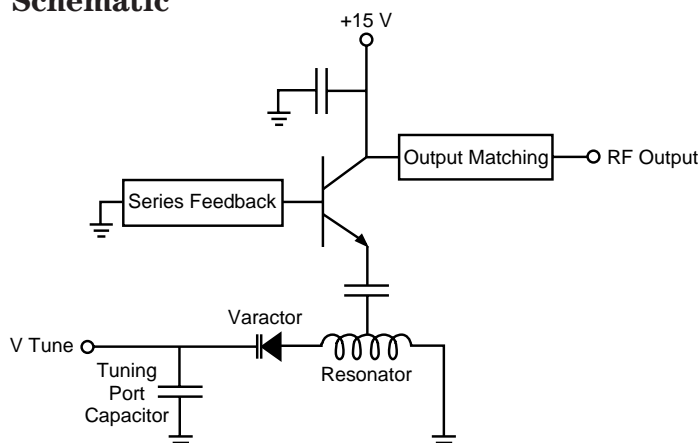 Schematic
+15 V
Output Matching
RF Output
Series Feedback
Varactor
V Tune
Tuning
Port
Capacitor
Resonator